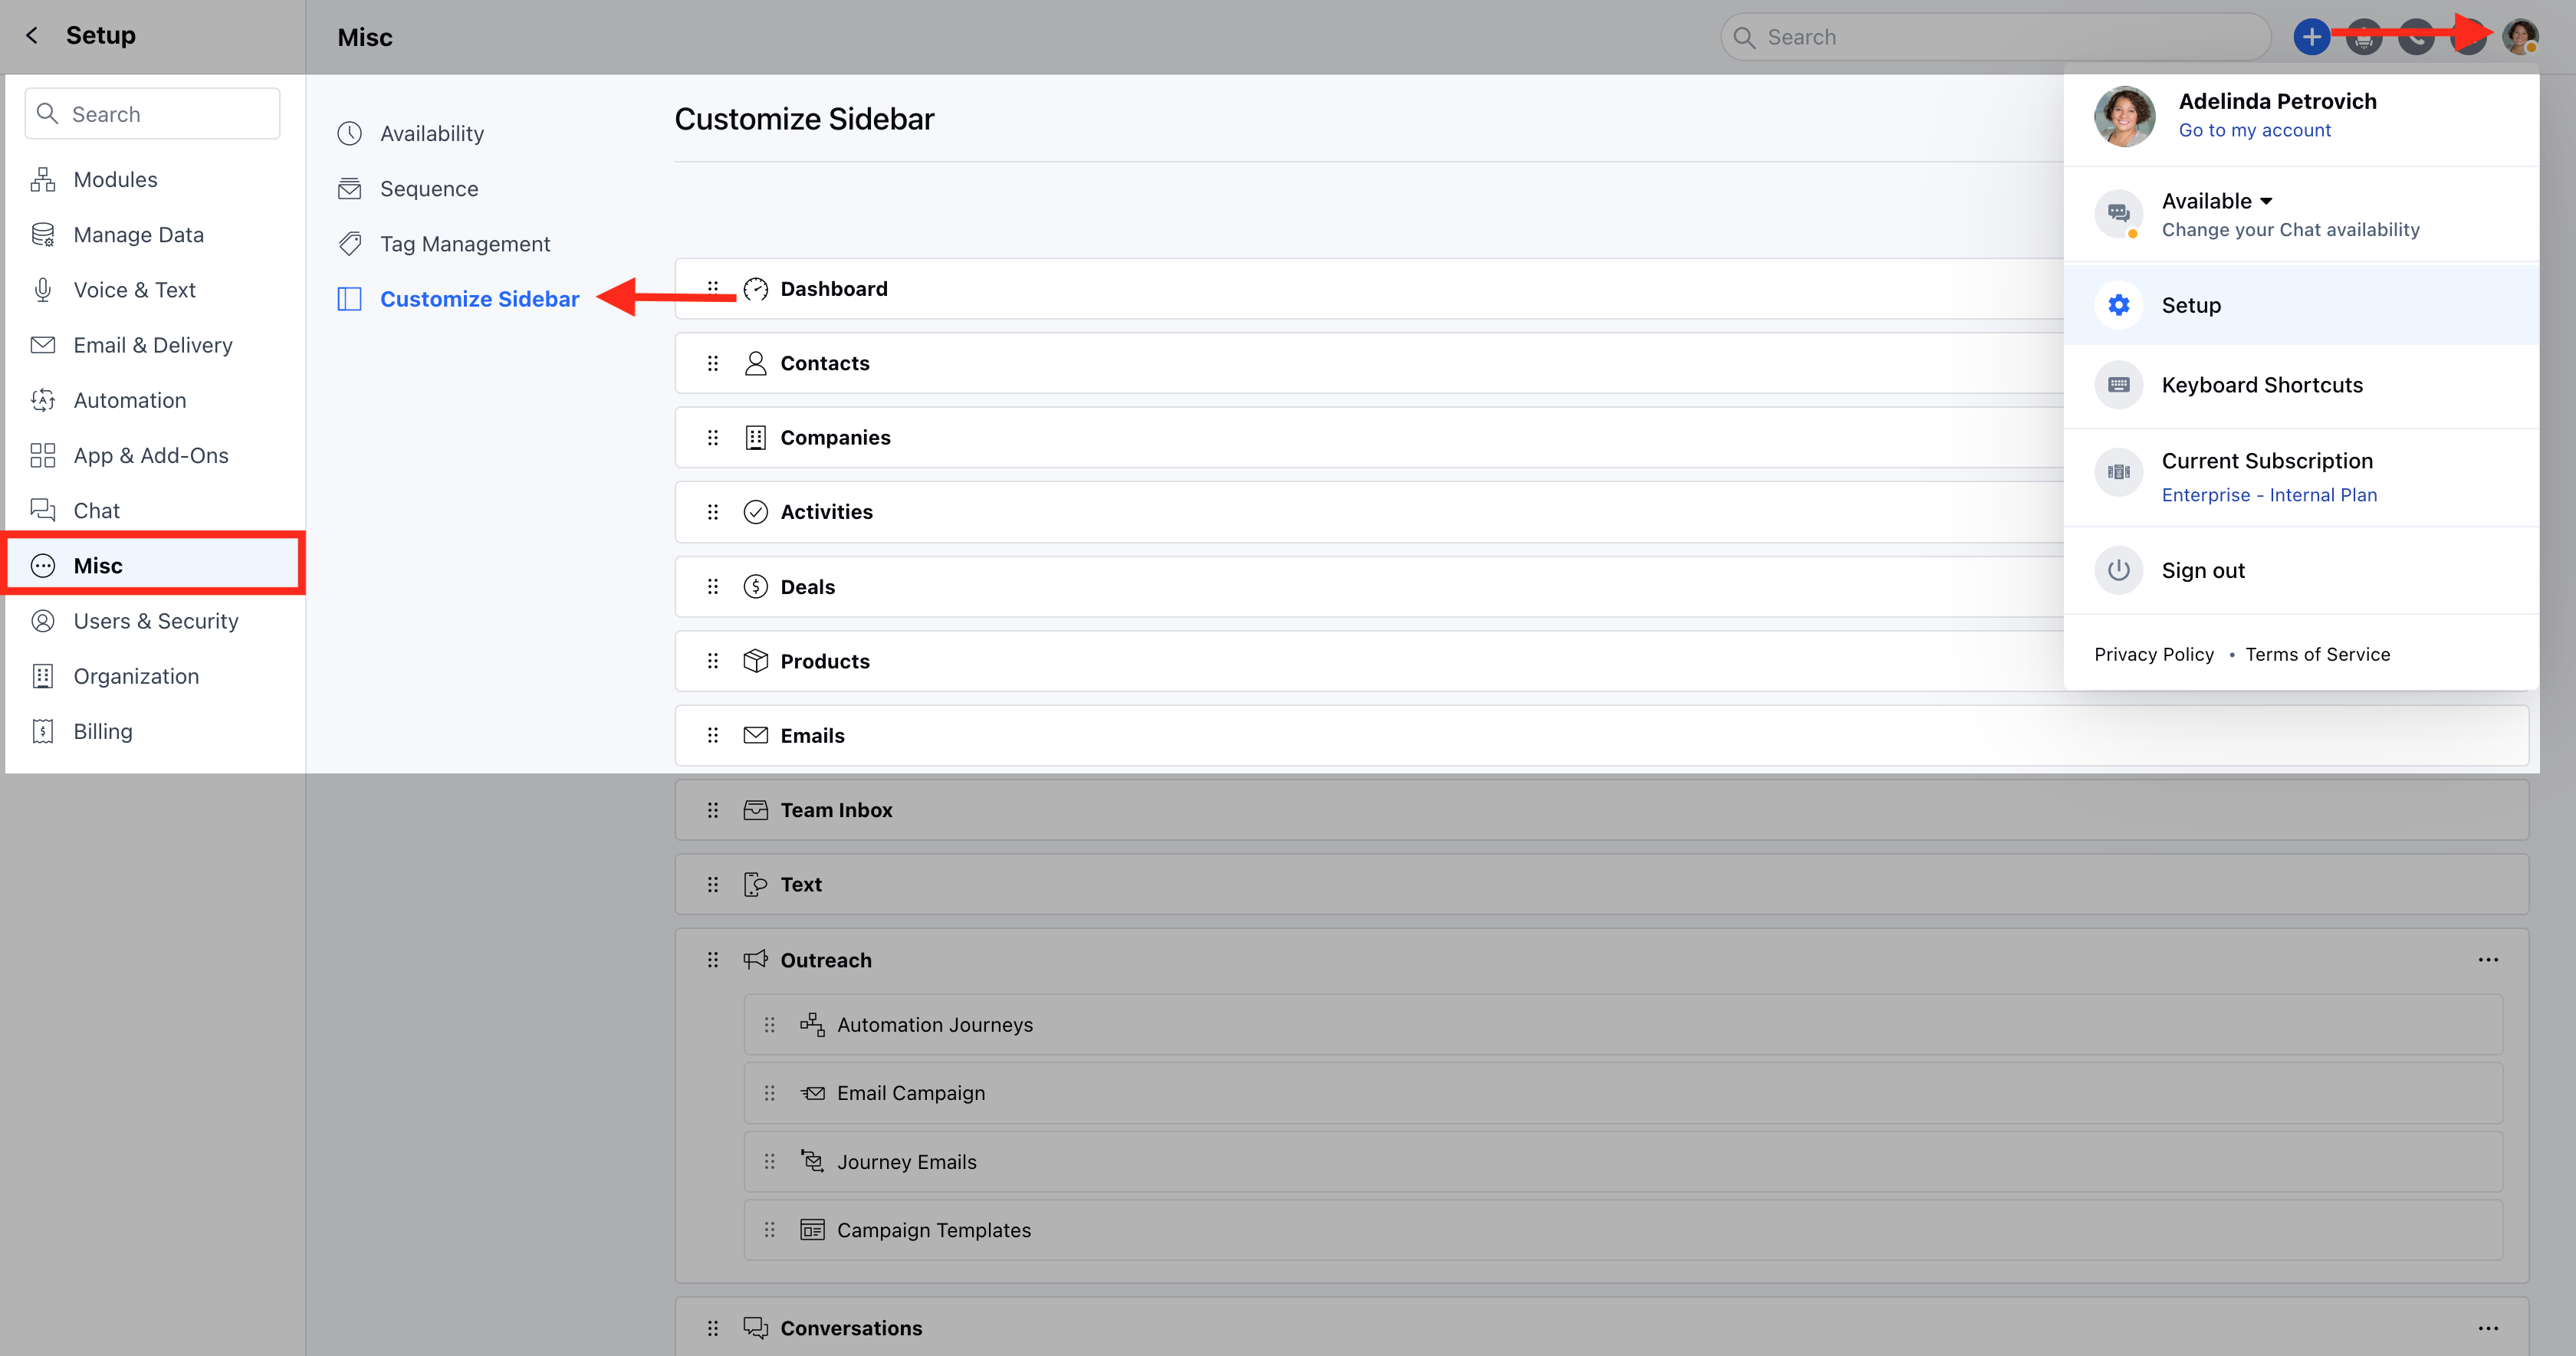 Setup
Misc
Search
Search
Modules
Manage Data
Voice & Text
Email & Delivery
Automation
App & Add-Ons
Chat
Misc
Users & Security
Organization
Billing
Availability
Sequence
Tag Management
Customize Sidebar
Customize Sidebar
Dashboard
Contacts
Companies
Activities
Deals
Products
Emails
Team Inbox
Text
Outreach
Automation Journeys
Email Campaign
Journey Emails
Campaign Templates
Conversations
Adelinda Petrovich
Go to my account
Available
Change your Chat availability
Setup
Keyboard Shortcuts
Current Subscription
Enterprise - Internal Plan
Sign out
Privacy Policy • Terms of Service